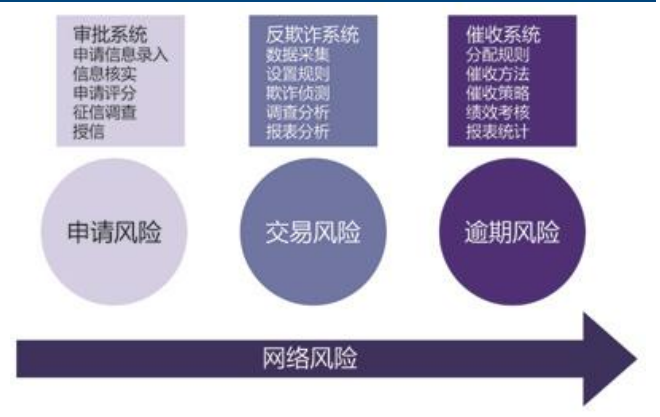 审批系统
申请信息录入
信息核实
申请评分
征信调查
授信
反欺诈系统
数据采集
设置规则
欺诈侦测
调查分析
报表分析
催收系统
分配规则
催收方法
催收策略
绩效考核
报表统计
申请风险
交易风险
逾期风险
网络风险